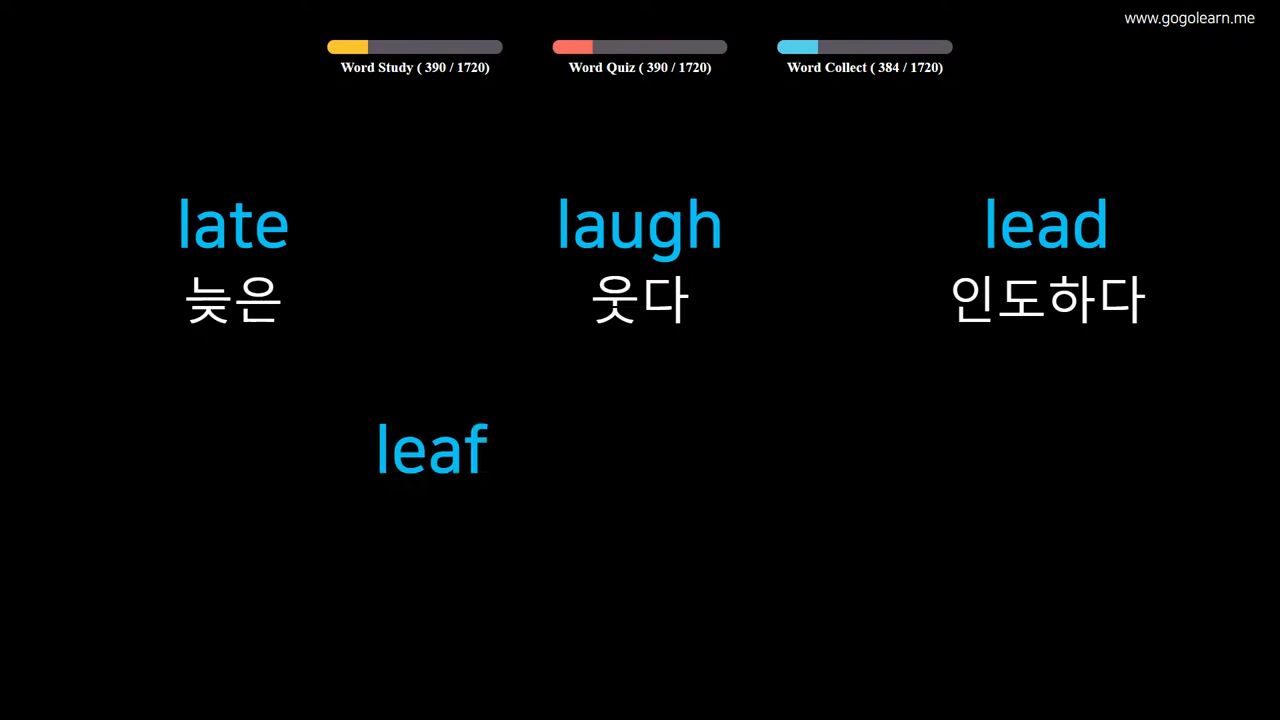 www.gogolearn.me
Word Study ( 390 / 1720) Word Quiz ( 390 / 1720) Word Collect ( 384 / 1720)
late laugh lead
늦은 웃다 인도하다
leaf